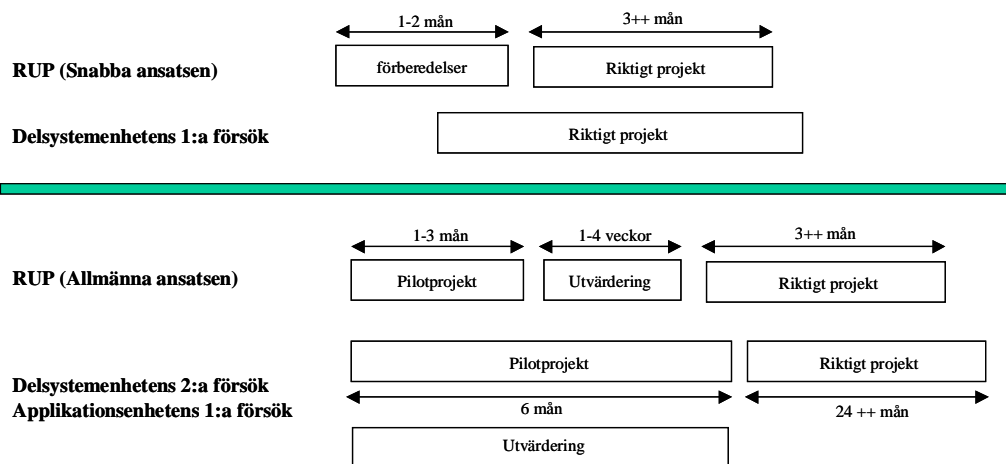 1-2 mån
3++ mån
RUP (Snabba ansatsen)
förberedelser
Riktigt projekt
Delsystemenhetens 1:a försök
Riktigt projekt
1-3 mån
1-4 veckor
3++ mån
RUP (Allmänna ansatsen)
Pilotprojekt
Utvärdering
Riktigt projekt
Pilotprojekt
Riktigt projekt
Delsystemenhetens 2:a försök
Applikationsenhetens 1:a försök
6 mån
24 ++ mån
Utvärdering